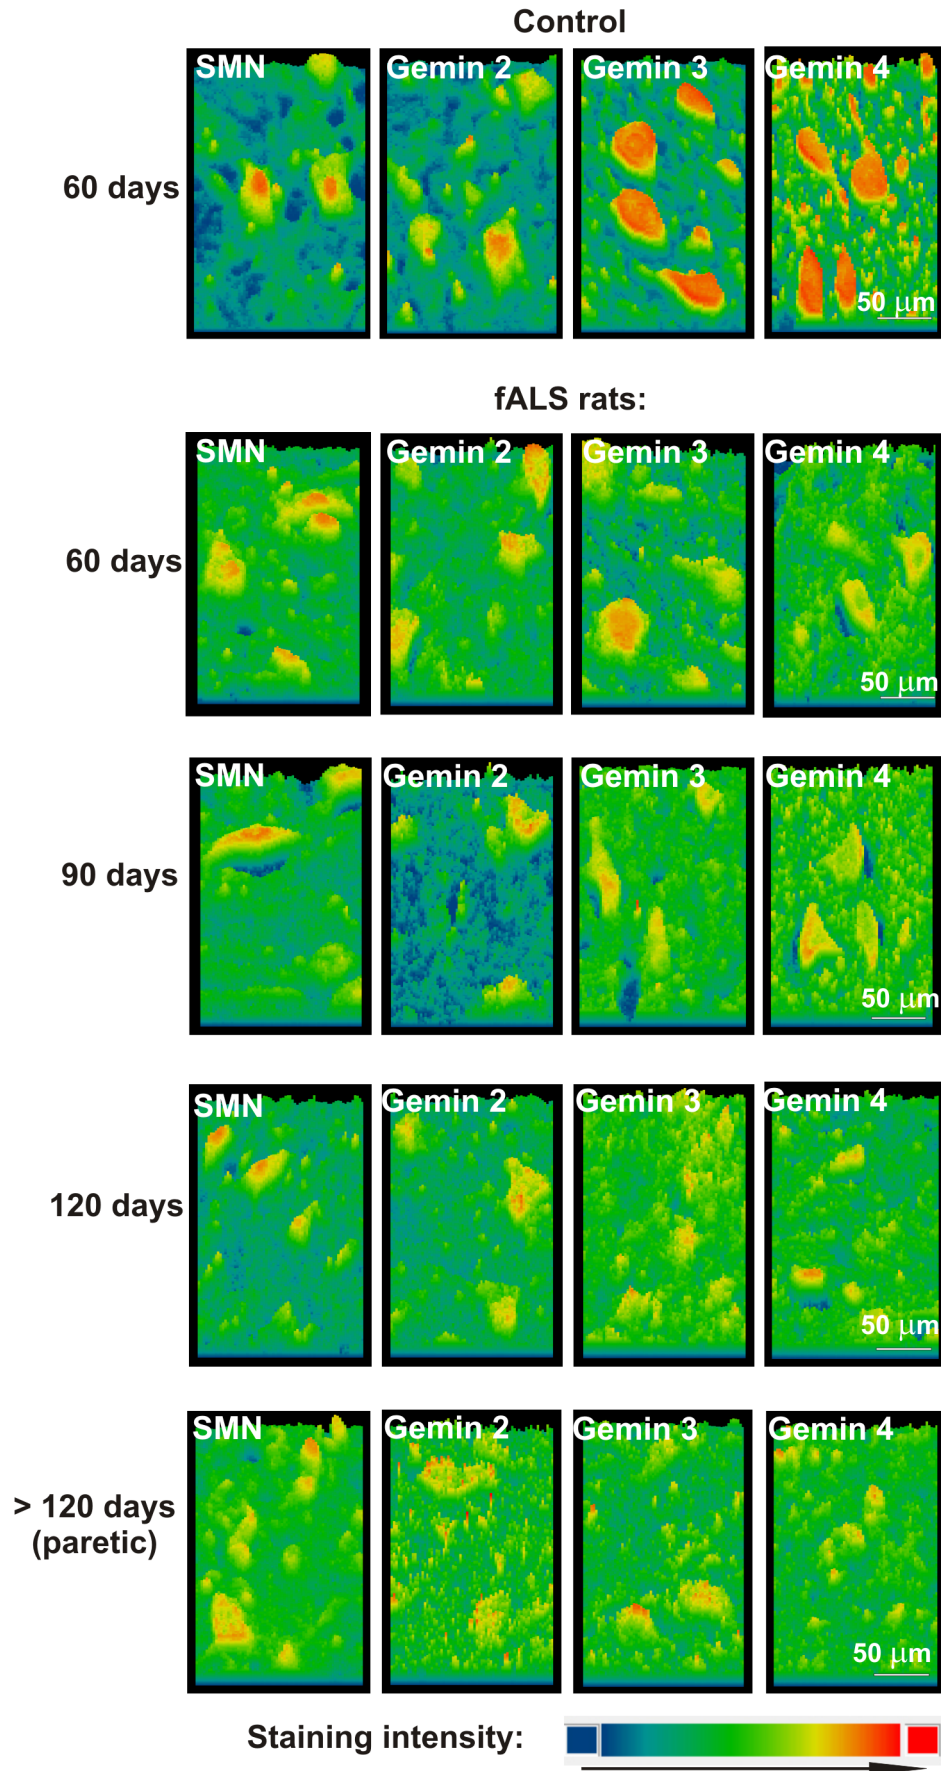 Control
SMN Gemin 2 Gemin 3 Gemin 4
60 days
50 μm
fALS rats:
SMN Gemin 2 Gemin 3 Gemin 4
60 days
50 μm
SMN Gemin 2 Gemin 3 Gemin 4
90 days
50 μm
SMN Gemin 2 Gemin 3 Gemin 4
120 days
50 μm
SMN Gemin 2 Gemin 3 Gemin 4
> 120 days
(paretic)
50 μm
Staining intensity: